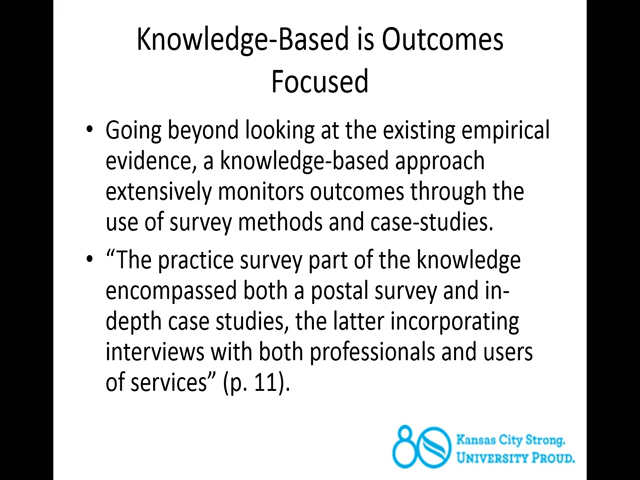 Knowledge-Based is Outcomes
Focused
• Going beyond looking at the existing empirical
evidence, a knowledge-based approach
extensively monitors outcomes through the
use of survey methods and case-studies.
• “The practice survey part of the knowledge
encompassed both a postal survey and in-
depth case studies, the latter incorporating
interviews with both professionals and users
of services” (p. 11).
80
Kansas City Strong.
UNIVERSITY PROUD.